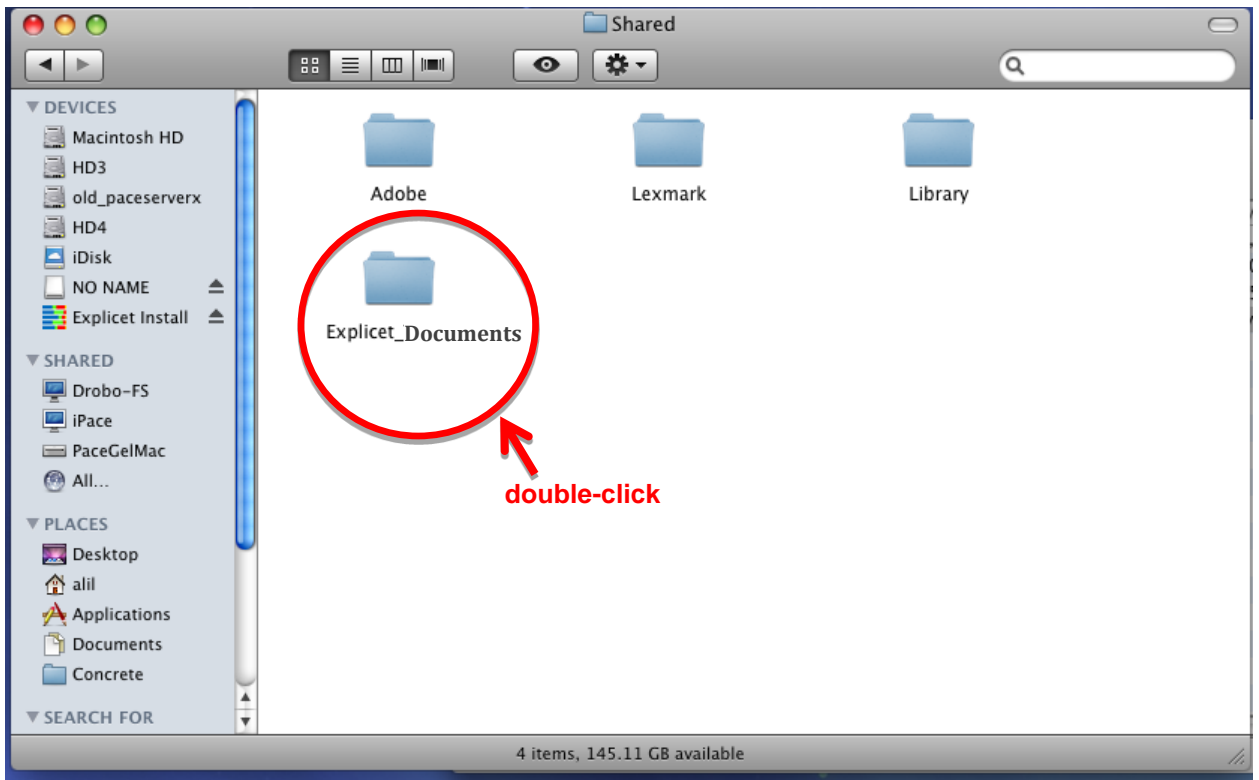 Shared
DEVICES
Macintosh HD
HD3
old_paceserverx
HD4
iDisk
NO NAME
Explicet Install
SHARED
Drobo-FS
iPace
PaceGelMac
All...
PLACES
Desktop
alil
Applications
Documents
Concrete
SEARCH FOR
Adobe
Lexmark
Library
Explicet_Documents
double-click
4 items, 145.11 GB available